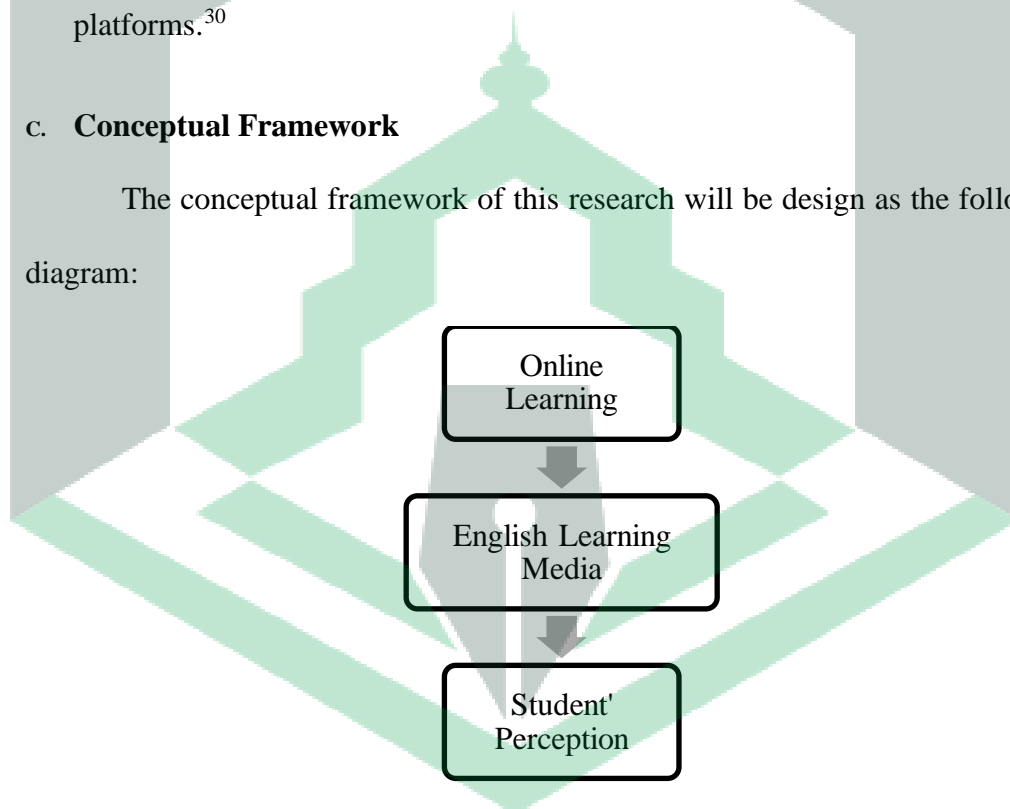 platforms.30
c. Conceptual Framework
The conceptual framework of this research will be design as the follo
diagram:
Online
Learning
English Learning
Media
Student'
Perception